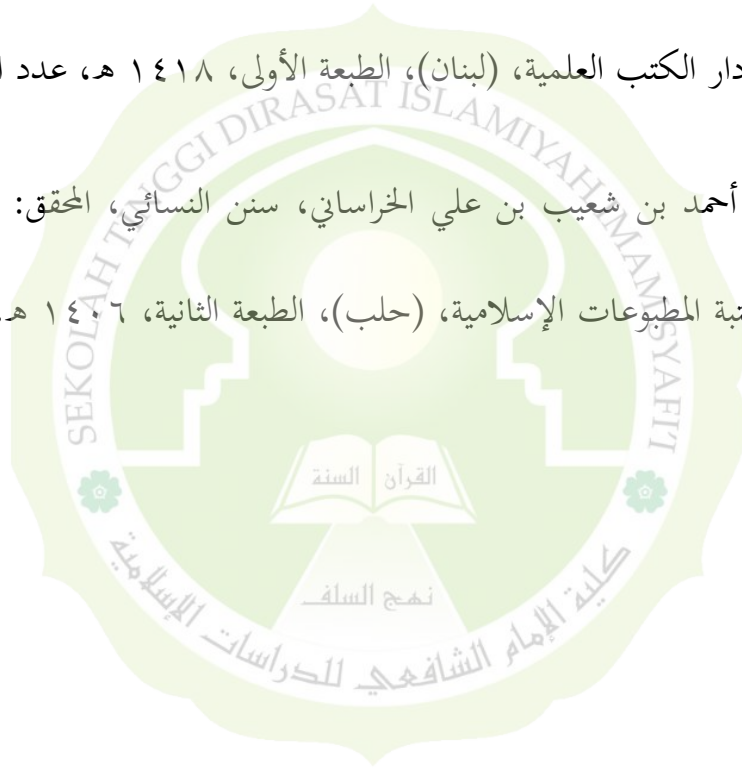 دار الكتب العلمية، (لبنان)، الطبعة الأولى، ١٤١٨ هـ، عدد
أحمد بن شعيب بن علي الخراساني، سنن النسائي، المحقق:
المطبوعات الإسلامية، (حلب)، الطبعة الثانية، ١٤٠٦ هـ
SEKOLAH TINGGI DIRASAT ISLAMIYAH IMAM SYAFI'I
القرآن السنة
نهج السلف
كلية الإمام الشافعي للدراسات الإسلامية